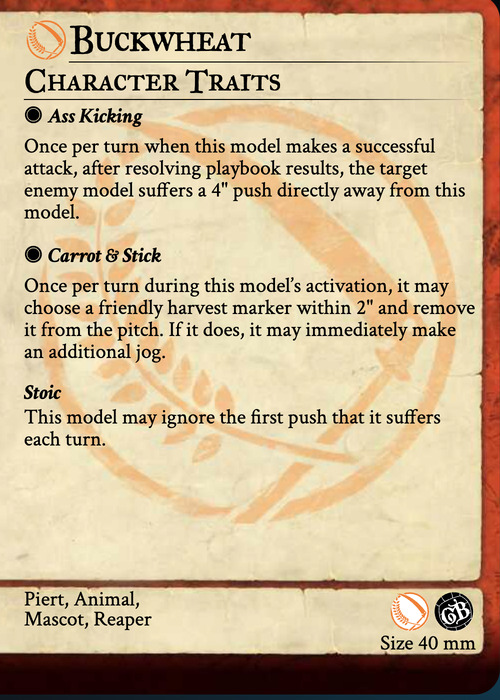 Buckwheat
Character Traits
Ass Kicking
Once per turn when this model makes a successful
attack, after resolving playbook results, the target
enemy model suffers a 4" push directly away from this
model.
Carrot & Stick
Once per turn during this model's activation, it may
choose a friendly harvest marker within 2" and remove
it from the pitch. If it does, it may immediately make
an additional jog.
Stoic
This model may ignore the first push that it suffers
each turn.
Piert, Animal,
Mascot, Reaper
GB
Size 40 mm